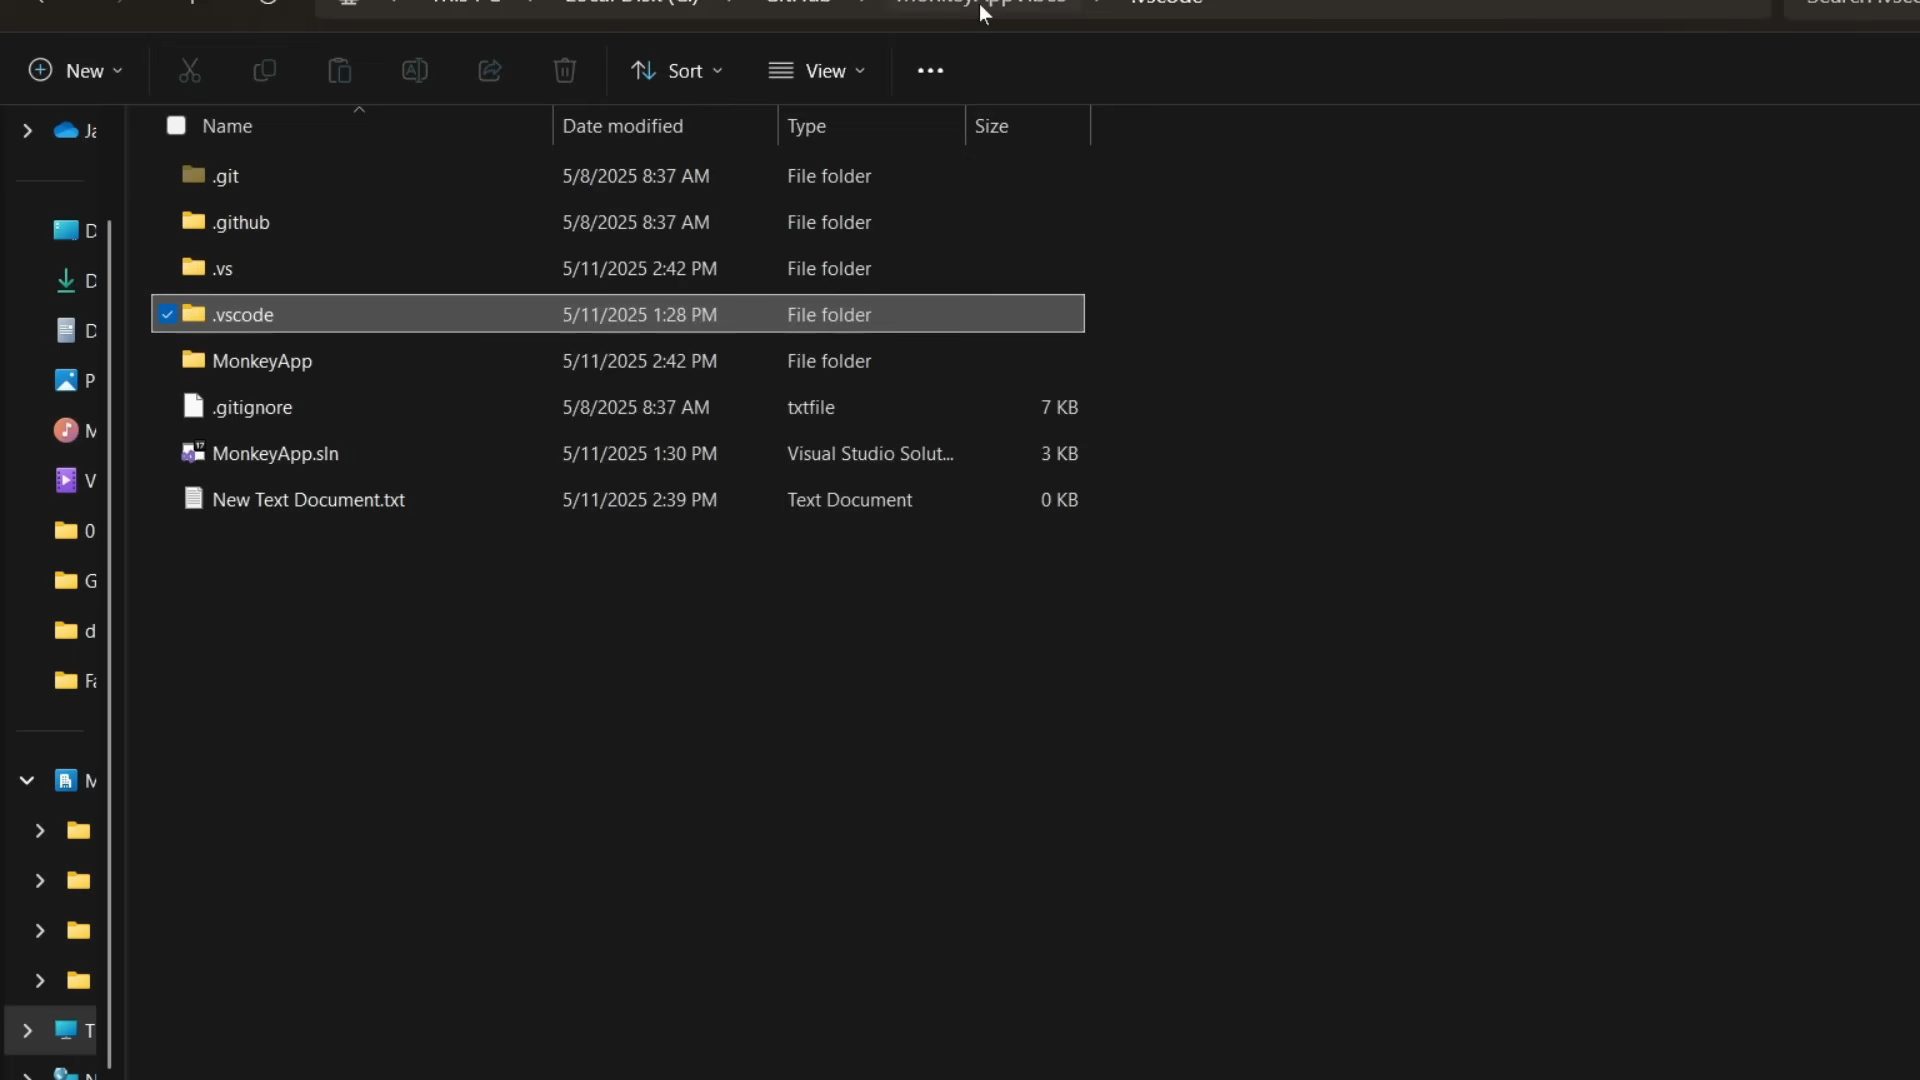 New
Sort
View
Name Date modified Type Size
.git 5/8/2025 8:37 AM File folder
.github 5/8/2025 8:37 AM File folder
.vs 5/11/2025 2:42 PM File folder
.vscode 5/11/2025 1:28 PM File folder
MonkeyApp 5/11/2025 2:42 PM File folder
.gitignore 5/8/2025 8:37 AM txtfile 7 KB
MonkeyApp.sln 5/11/2025 1:30 PM Visual Studio Solut... 3 KB
New Text Document.txt 5/11/2025 2:39 PM Text Document 0 KB